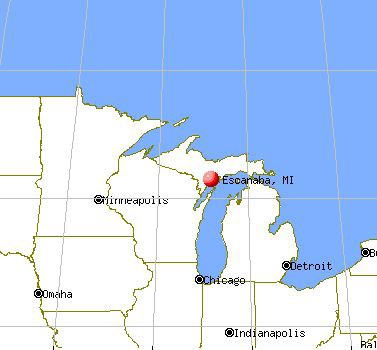 Escanaba, MI
Minneapolis
Detroit
Chicago
Omaha
Indianapolis